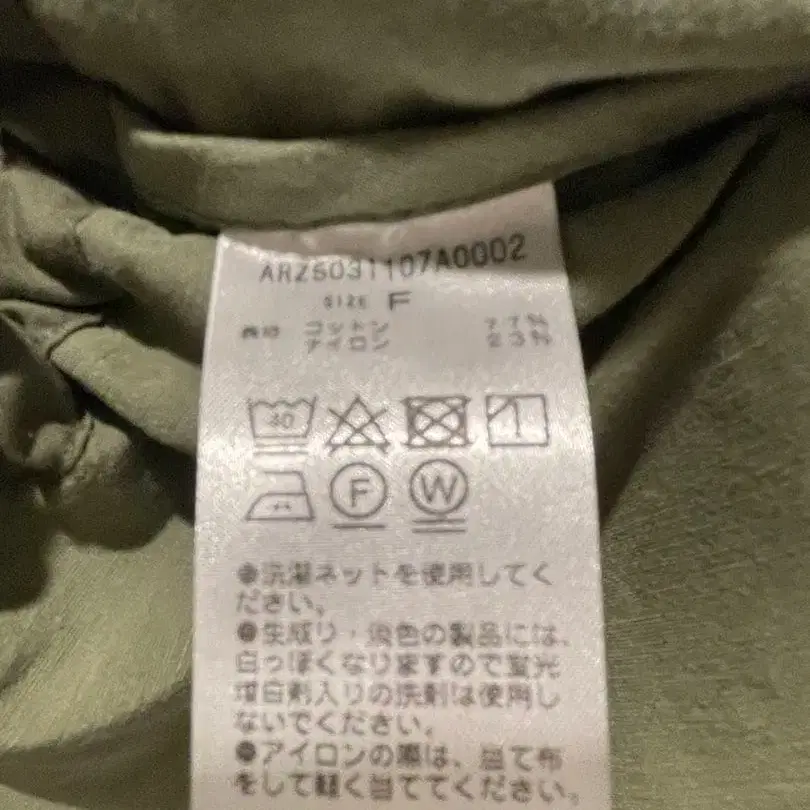 ARZ5031107A0002
SIZE F
表地 コットン 77%
ナイロン 23%
40
F W
●洗濯ネットを使用してく
ださい。
●生成り・淡色の製品には、
白っぽくなりますので蛍光
増白剤入りの洗剤は使用し
ないでください。
●アイロンの際は、当て布
をして軽く当ててください。